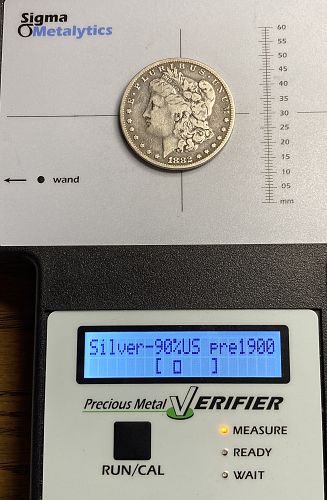 Sigma
Metalytics
60
55
50
45
40
35
30
25
20
15
10
05
mm
E·PLURIBUS·UNUM
1882
wand
Silver-90%US pre1900
[ □ ]
Precious Metal VERIFIER
MEASURE
READY
WAIT
RUN/CAL